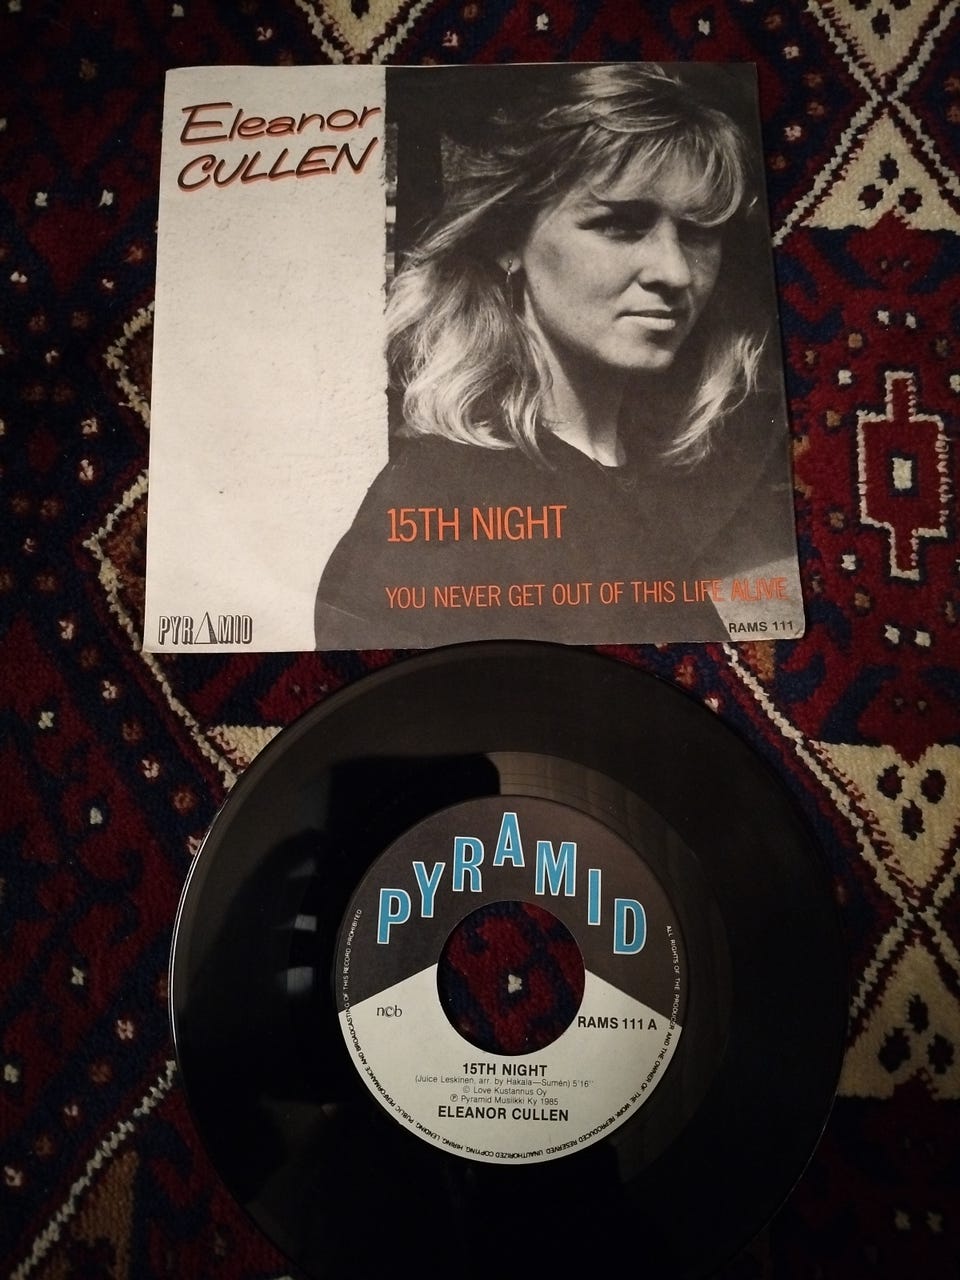 Eleanor
CULLEN
15TH NIGHT
YOU NEVER GET OUT OF THIS LIFE ALIVE
PYRAMID
RAMS 111
PYRAMID
ncb
RAMS 111 A
15TH NIGHT
(Juice Leskinen, arr. by Hakala—Sumén) 5'16''
© Love Kustannus Oy
℗ Pyramid Musiikki Ky 1985
ELEANOR CULLEN
ALL RIGHTS OF THE PRODUCER AND THE OWNER OF THE WORK REPRODUCED RESERVED. UNAUTHORIZED COPYING, HIRING, LENDING, PUBLIC PERFORMANCE AND BROADCASTING OF THIS RECORD PROHIBITED